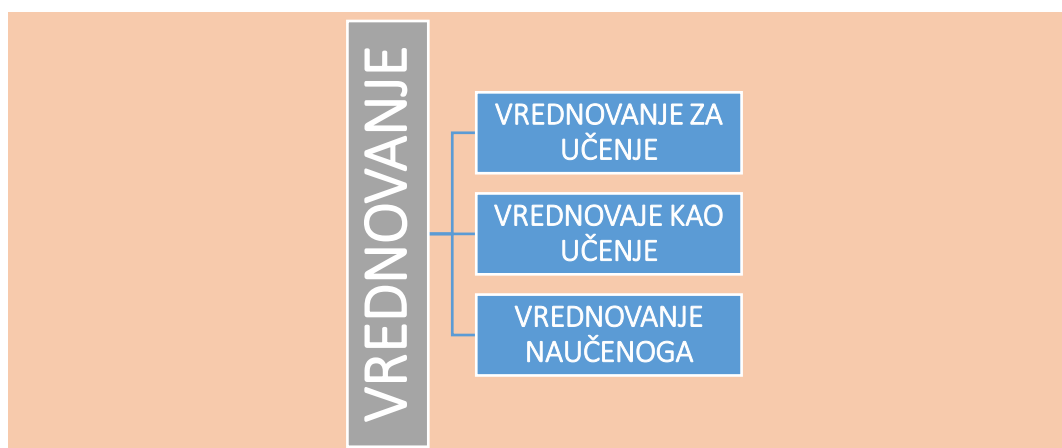 VREDNOVANJE
VREDNOVANJE ZA
UČENJE
VREDNOVAJE KAO
UČENJE
VREDNOVANJE
NAUČENOGA